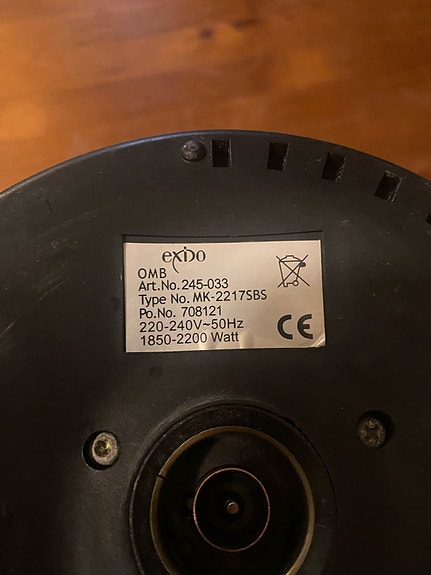 exido
OMB
Art.No.245-033
Type No. MK-2217SBS
Po.No. 708121
220-240V~50Hz
1850-2200 Watt
CE